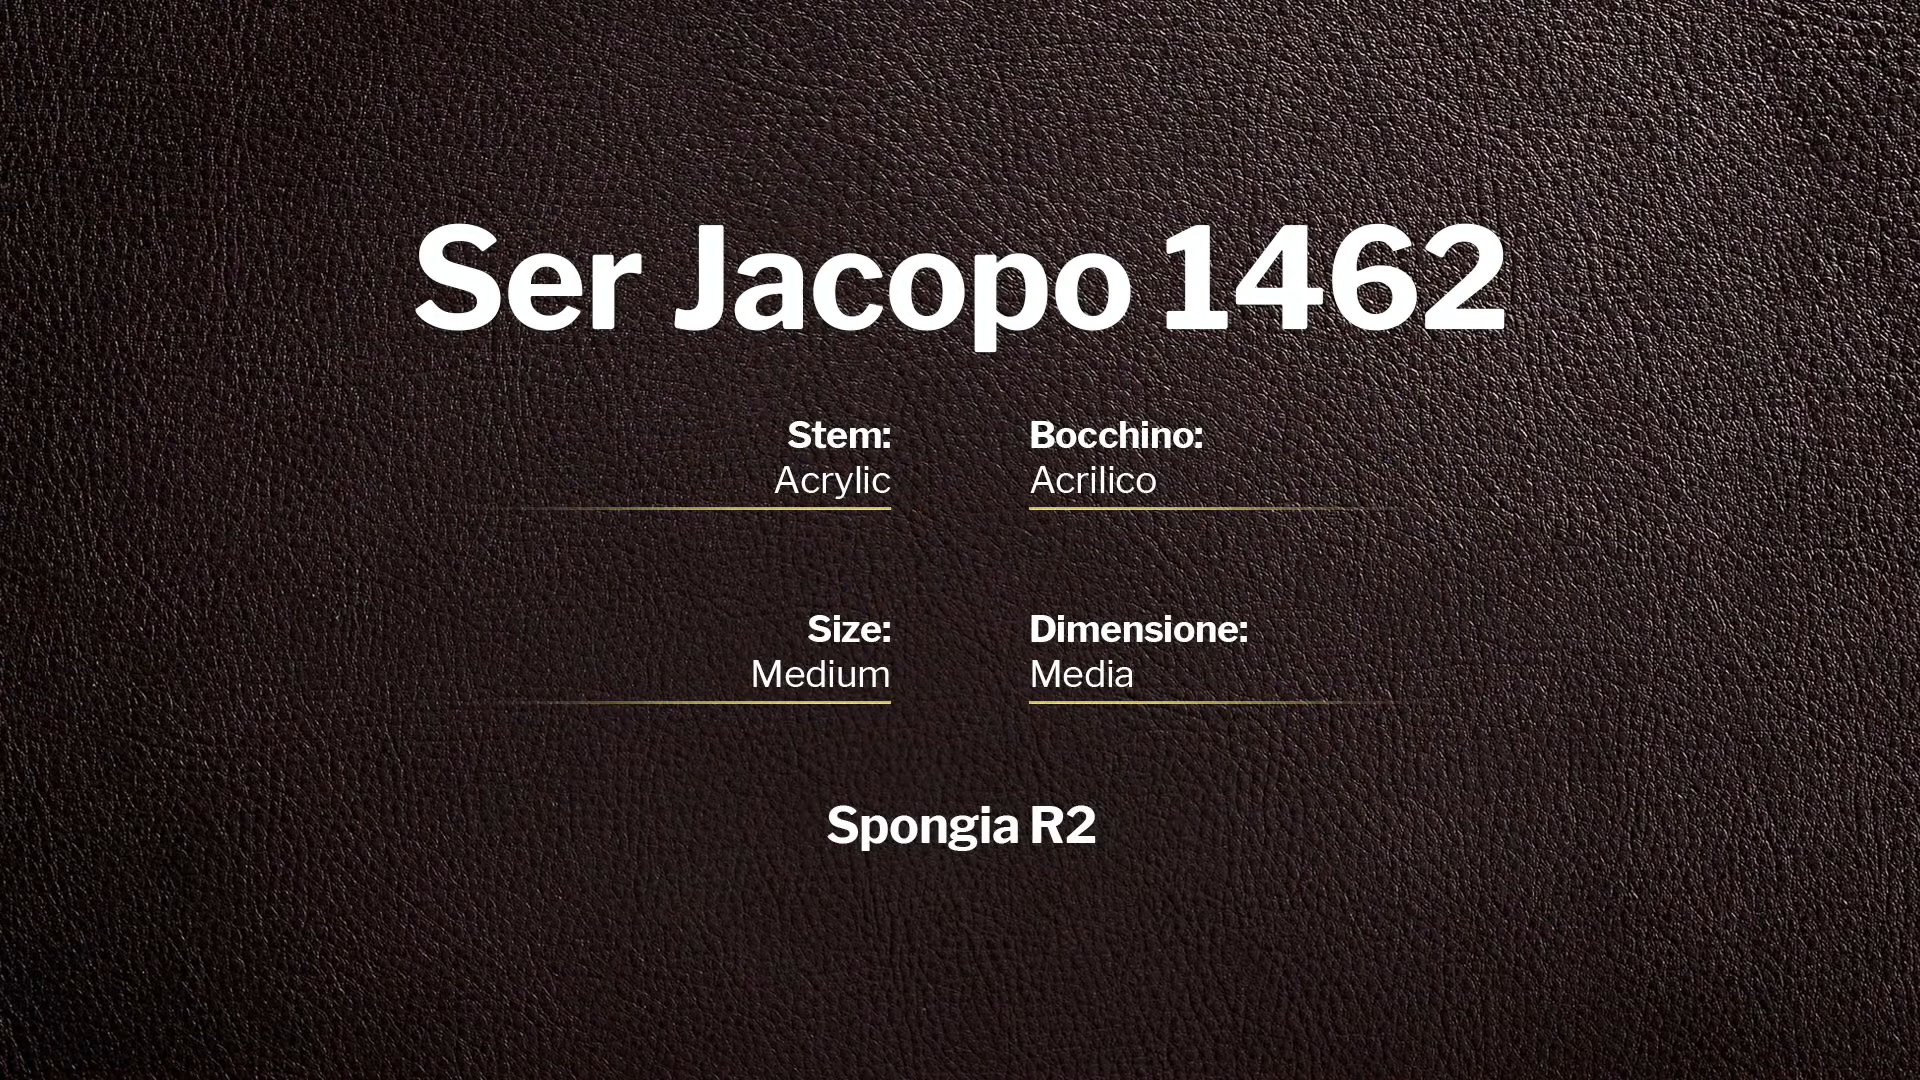 Ser Jacopo 1462
Stem:
Acrylic
Bocchino:
Acrilico
Size:
Medium
Dimensione:
Media
Spongia R2